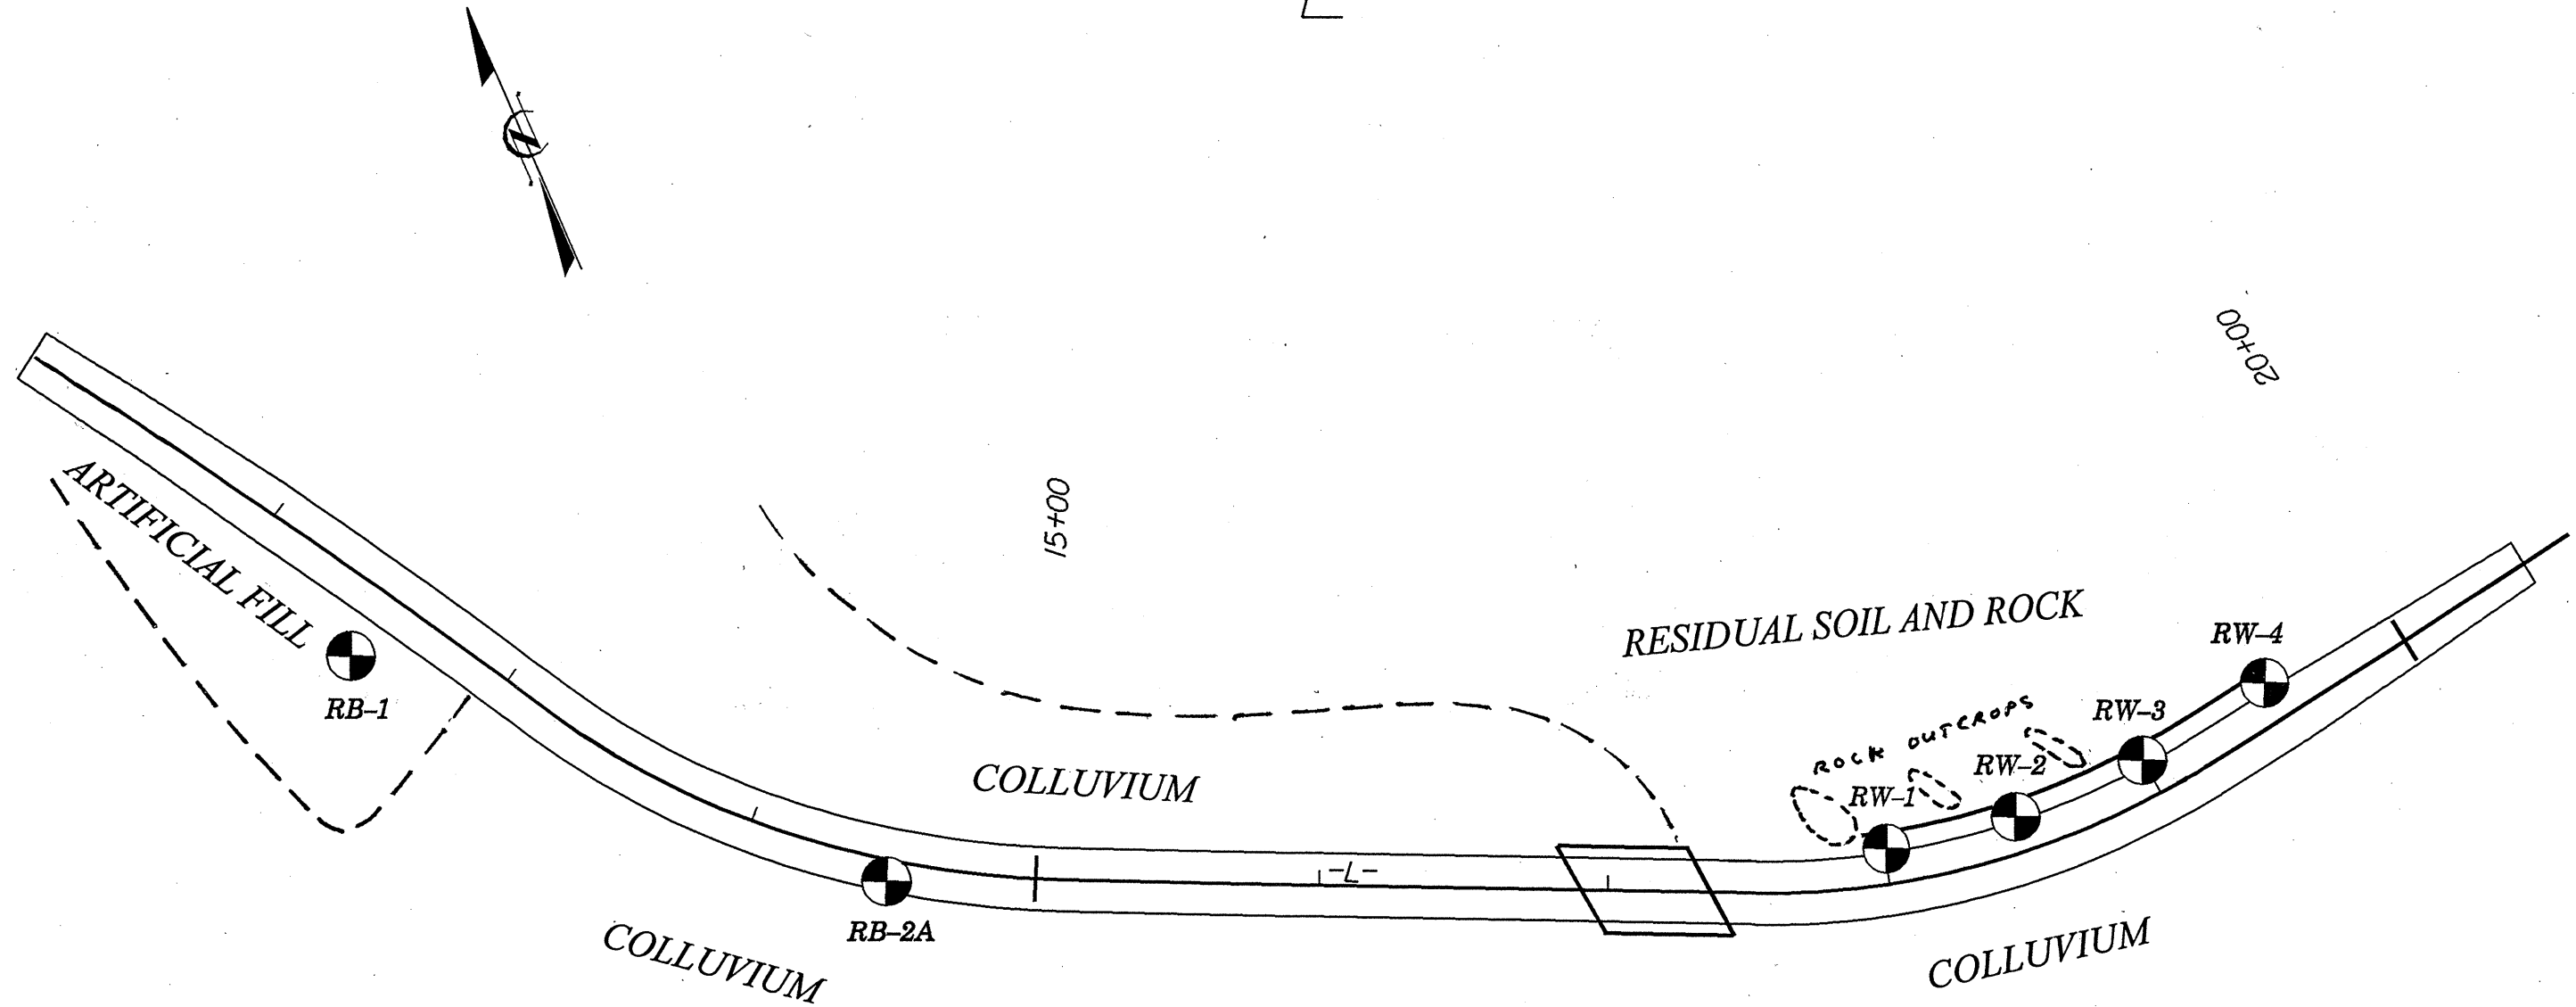 N
20+00
ARTIFICIAL FILL
15+00
RESIDUAL SOIL AND ROCK
RW-4
RB-1
RW-3
ROCK OUTCROPS
RW-2
RW-1
COLLUVIUM
-L-
RB-2A
COLLUVIUM
COLLUVIUM